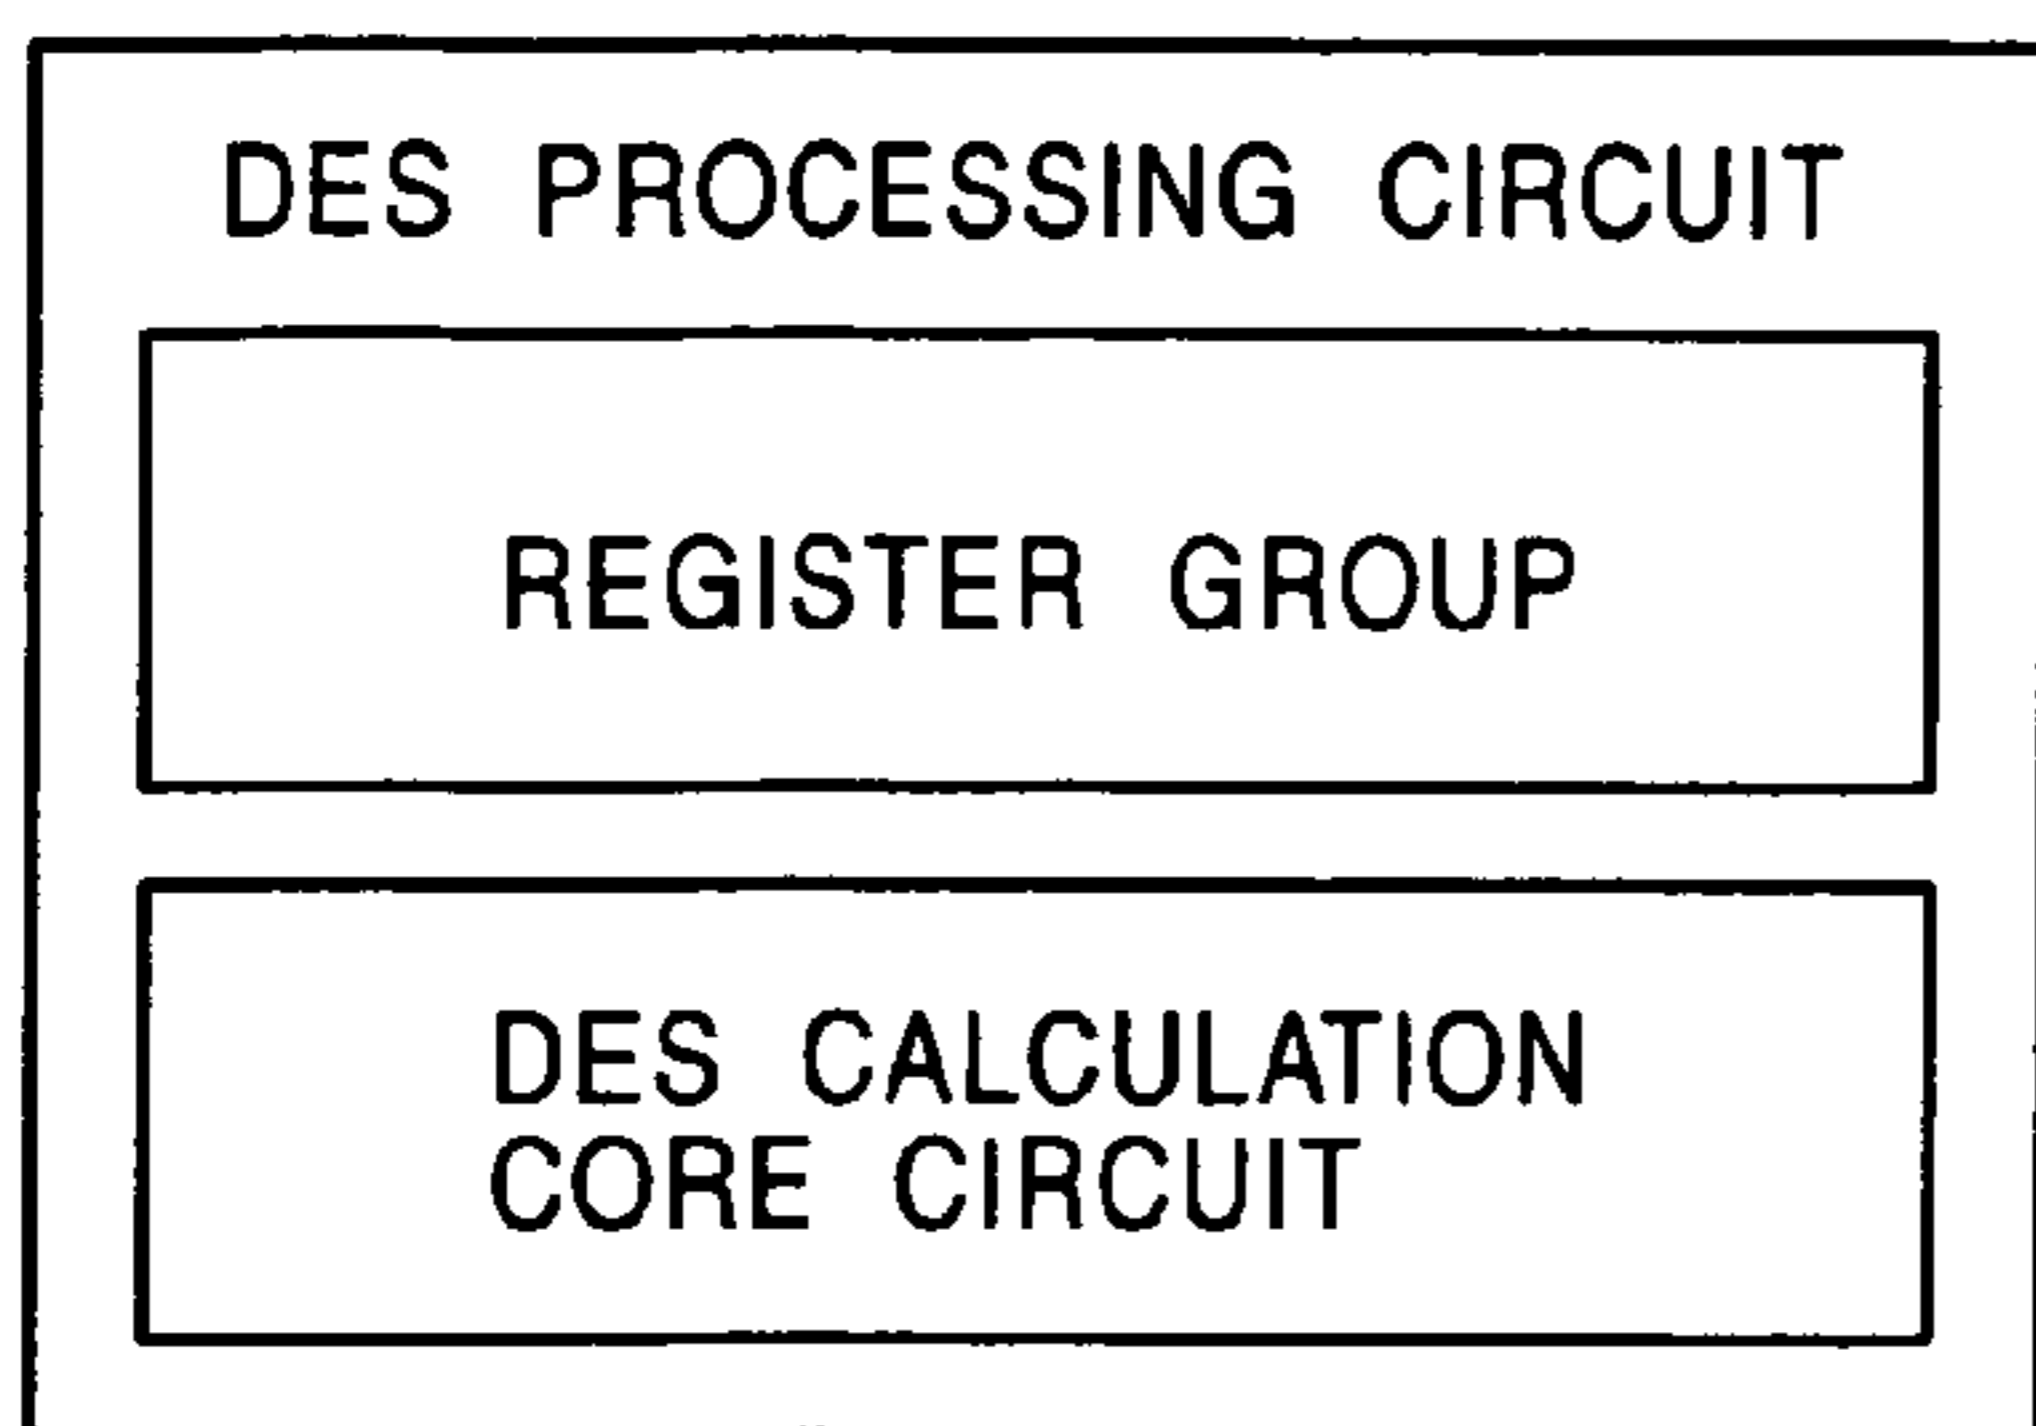 DES PROCESSING CIRCUIT
REGISTER GROUP
DES CALCULATION
CORE CIRCUIT